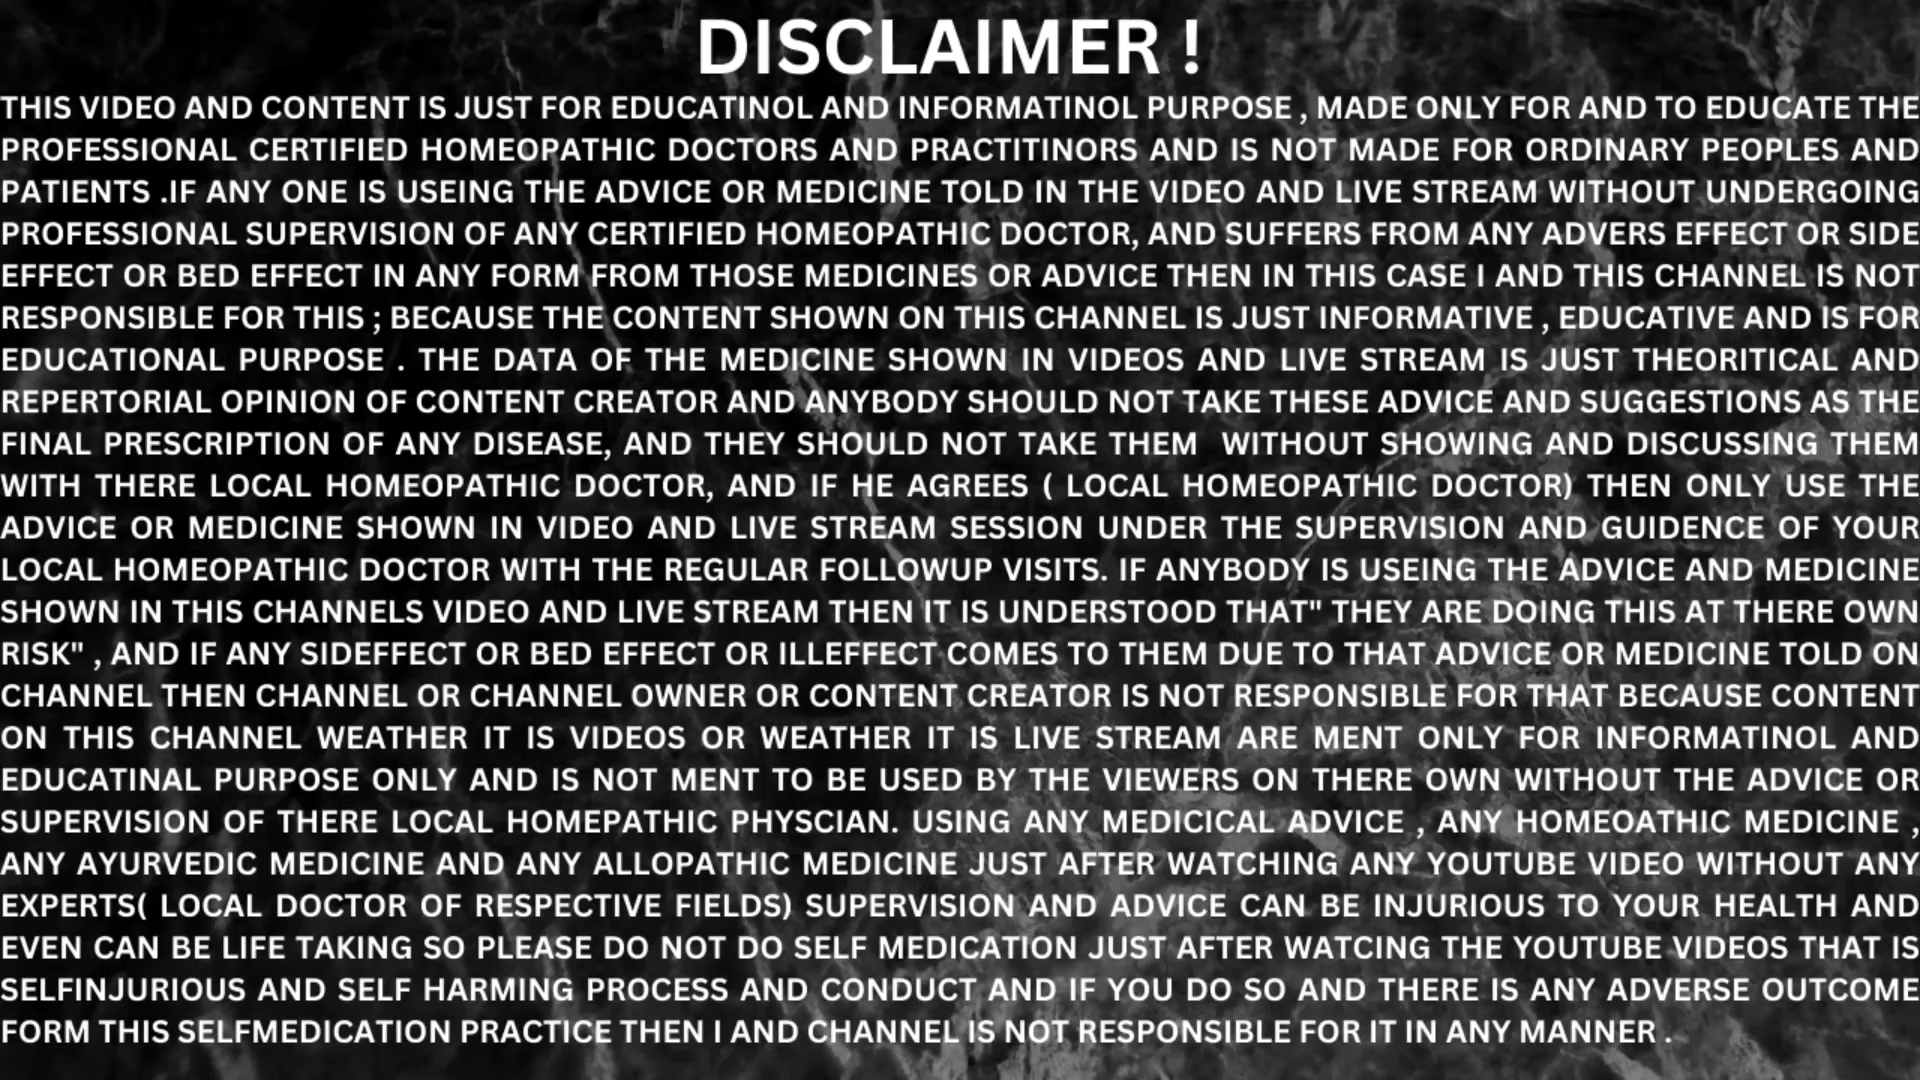 DISCLAIMER !
THIS VIDEO AND CONTENT IS JUST FOR EDUCATINOL AND INFORMATINOL PURPOSE , MADE ONLY FOR AND TO EDUCATE THE
PROFESSIONAL CERTIFIED HOMEOPATHIC DOCTORS AND PRACTITINORS AND IS NOT MADE FOR ORDINARY PEOPLES AND
PATIENTS .IF ANY ONE IS USEING THE ADVICE OR MEDICINE TOLD IN THE VIDEO AND LIVE STREAM WITHOUT UNDERGOING
PROFESSIONAL SUPERVISION OF ANY CERTIFIED HOMEOPATHIC DOCTOR, AND SUFFERS FROM ANY ADVERS EFFECT OR SIDE
EFFECT OR BED EFFECT IN ANY FORM FROM THOSE MEDICINES OR ADVICE THEN IN THIS CASE I AND THIS CHANNEL IS NOT
RESPONSIBLE FOR THIS ; BECAUSE THE CONTENT SHOWN ON THIS CHANNEL IS JUST INFORMATIVE , EDUCATIVE AND IS FOR
EDUCATIONAL PURPOSE . THE DATA OF THE MEDICINE SHOWN IN VIDEOS AND LIVE STREAM IS JUST THEORITICAL AND
REPERTORIAL OPINION OF CONTENT CREATOR AND ANYBODY SHOULD NOT TAKE THESE ADVICE AND SUGGESTIONS AS THE
FINAL PRESCRIPTION OF ANY DISEASE, AND THEY SHOULD NOT TAKE THEM WITHOUT SHOWING AND DISCUSSING THEM
WITH THERE LOCAL HOMEOPATHIC DOCTOR, AND IF HE AGREES ( LOCAL HOMEOPATHIC DOCTOR) THEN ONLY USE THE
ADVICE OR MEDICINE SHOWN IN VIDEO AND LIVE STREAM SESSION UNDER THE SUPERVISION AND GUIDENCE OF YOUR
LOCAL HOMEOPATHIC DOCTOR WITH THE REGULAR FOLLOWUP VISITS. IF ANYBODY IS USEING THE ADVICE AND MEDICINE
SHOWN IN THIS CHANNELS VIDEO AND LIVE STREAM THEN IT IS UNDERSTOOD THAT" THEY ARE DOING THIS AT THERE OWN
RISK" , AND IF ANY SIDEFFECT OR BED EFFECT OR ILLEFFECT COMES TO THEM DUE TO THAT ADVICE OR MEDICINE TOLD ON
CHANNEL THEN CHANNEL OR CHANNEL OWNER OR CONTENT CREATOR IS NOT RESPONSIBLE FOR THAT BECAUSE CONTENT
ON THIS CHANNEL WEATHER IT IS VIDEOS OR WEATHER IT IS LIVE STREAM ARE MENT ONLY FOR INFORMATINOL AND
EDUCATINAL PURPOSE ONLY AND IS NOT MENT TO BE USED BY THE VIEWERS ON THERE OWN WITHOUT THE ADVICE OR
SUPERVISION OF THERE LOCAL HOMEPATHIC PHYSCIAN. USING ANY MEDICICAL ADVICE , ANY HOMEOATHIC MEDICINE ,
ANY AYURVEDIC MEDICINE AND ANY ALLOPATHIC MEDICINE JUST AFTER WATCHING ANY YOUTUBE VIDEO WITHOUT ANY
EXPERTS( LOCAL DOCTOR OF RESPECTIVE FIELDS) SUPERVISION AND ADVICE CAN BE INJURIOUS TO YOUR HEALTH AND
EVEN CAN BE LIFE TAKING SO PLEASE DO NOT DO SELF MEDICATION JUST AFTER WATCING THE YOUTUBE VIDEOS THAT IS
SELFINJURIOUS AND SELF HARMING PROCESS AND CONDUCT AND IF YOU DO SO AND THERE IS ANY ADVERSE OUTCOME
FORM THIS SELFMEDICATION PRACTICE THEN I AND CHANNEL IS NOT RESPONSIBLE FOR IT IN ANY MANNER .